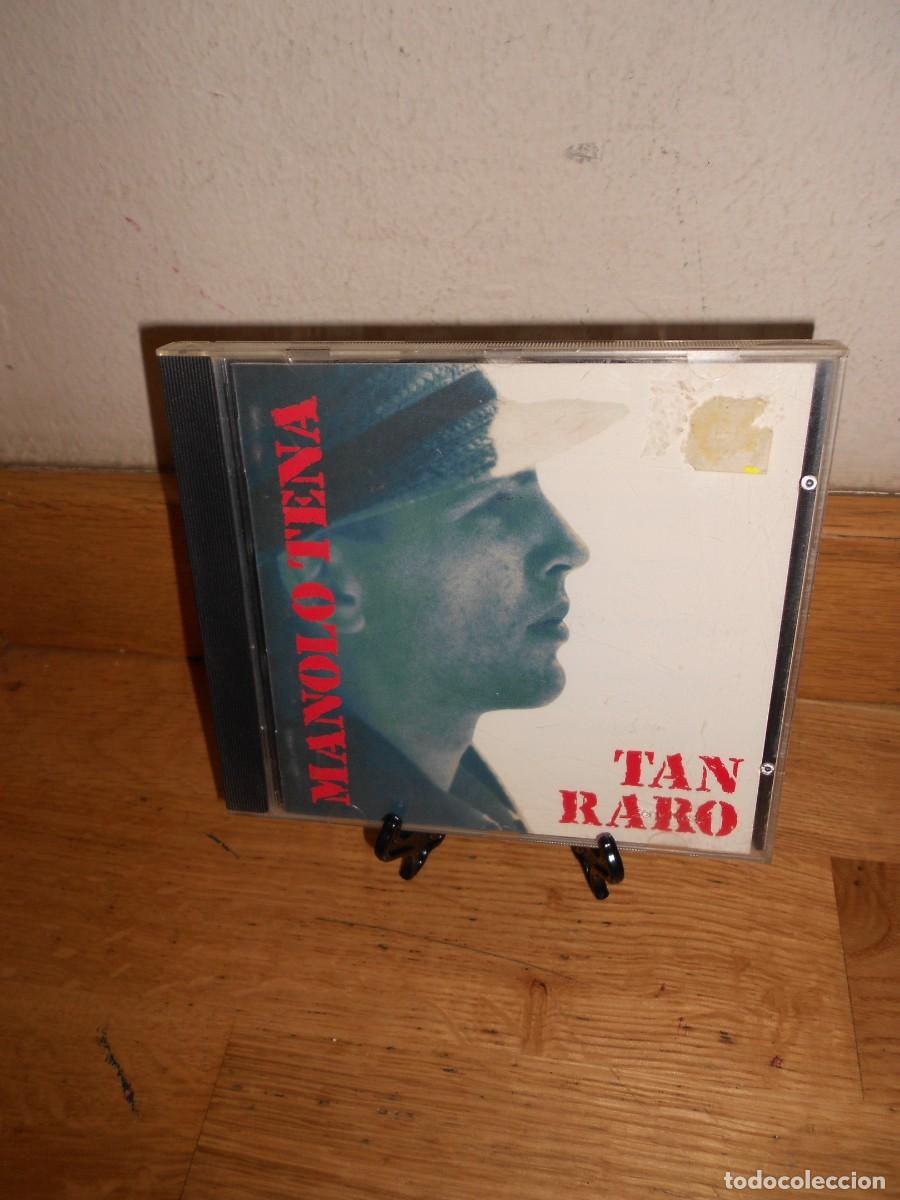 MANOLO TENA
TAN
RARO
todocoleccion